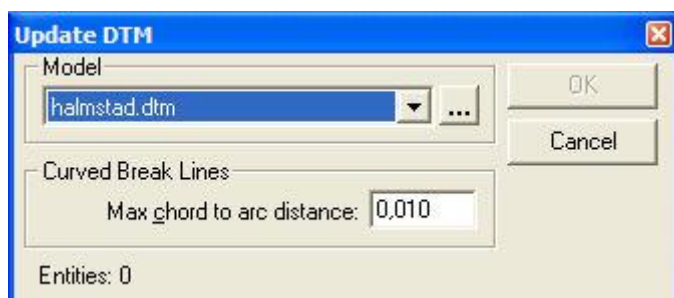 Update DTM
Model
halmstad.dtm
...
OK
Cancel
Curved Break Lines
Max chord to arc distance: 0,010
Entities: 0